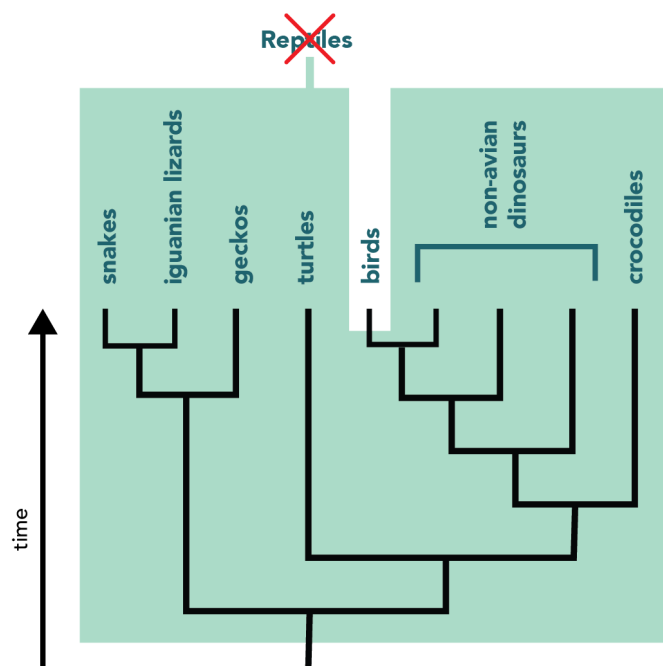 Reptiles
snakes
iguanian lizards
geckos
turtles
birds
non-avian
dinosaurs
crocodiles
time